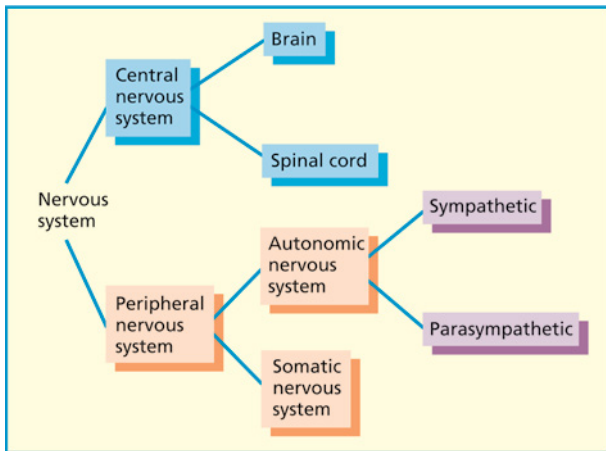 Brain
Central
nervous
system
Spinal cord
Nervous
system
Sympathetic
Autonomic
nervous
system
Peripheral
nervous
system
Parasympathetic
Somatic
nervous
system